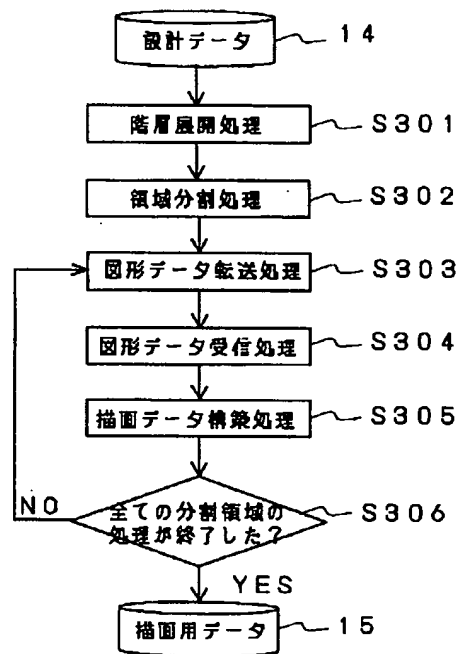 設計データ
14
階層展開処理
S301
領域分割処理
S302
図形データ転送処理
S303
図形データ受信処理
S304
描画データ構築処理
S305
NO
全ての分割領域の
処理が終了した?
S306
YES
描画用データ
15